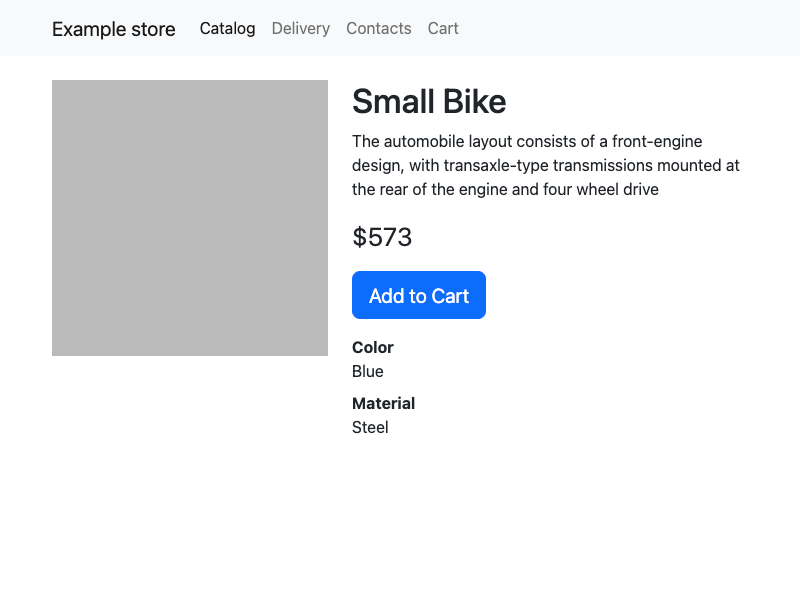 Example store Catalog Delivery Contacts Cart
Small Bike
The automobile layout consists of a front-engine
design, with transaxle-type transmissions mounted at
the rear of the engine and four wheel drive
$573
Add to Cart
Color
Blue
Material
Steel